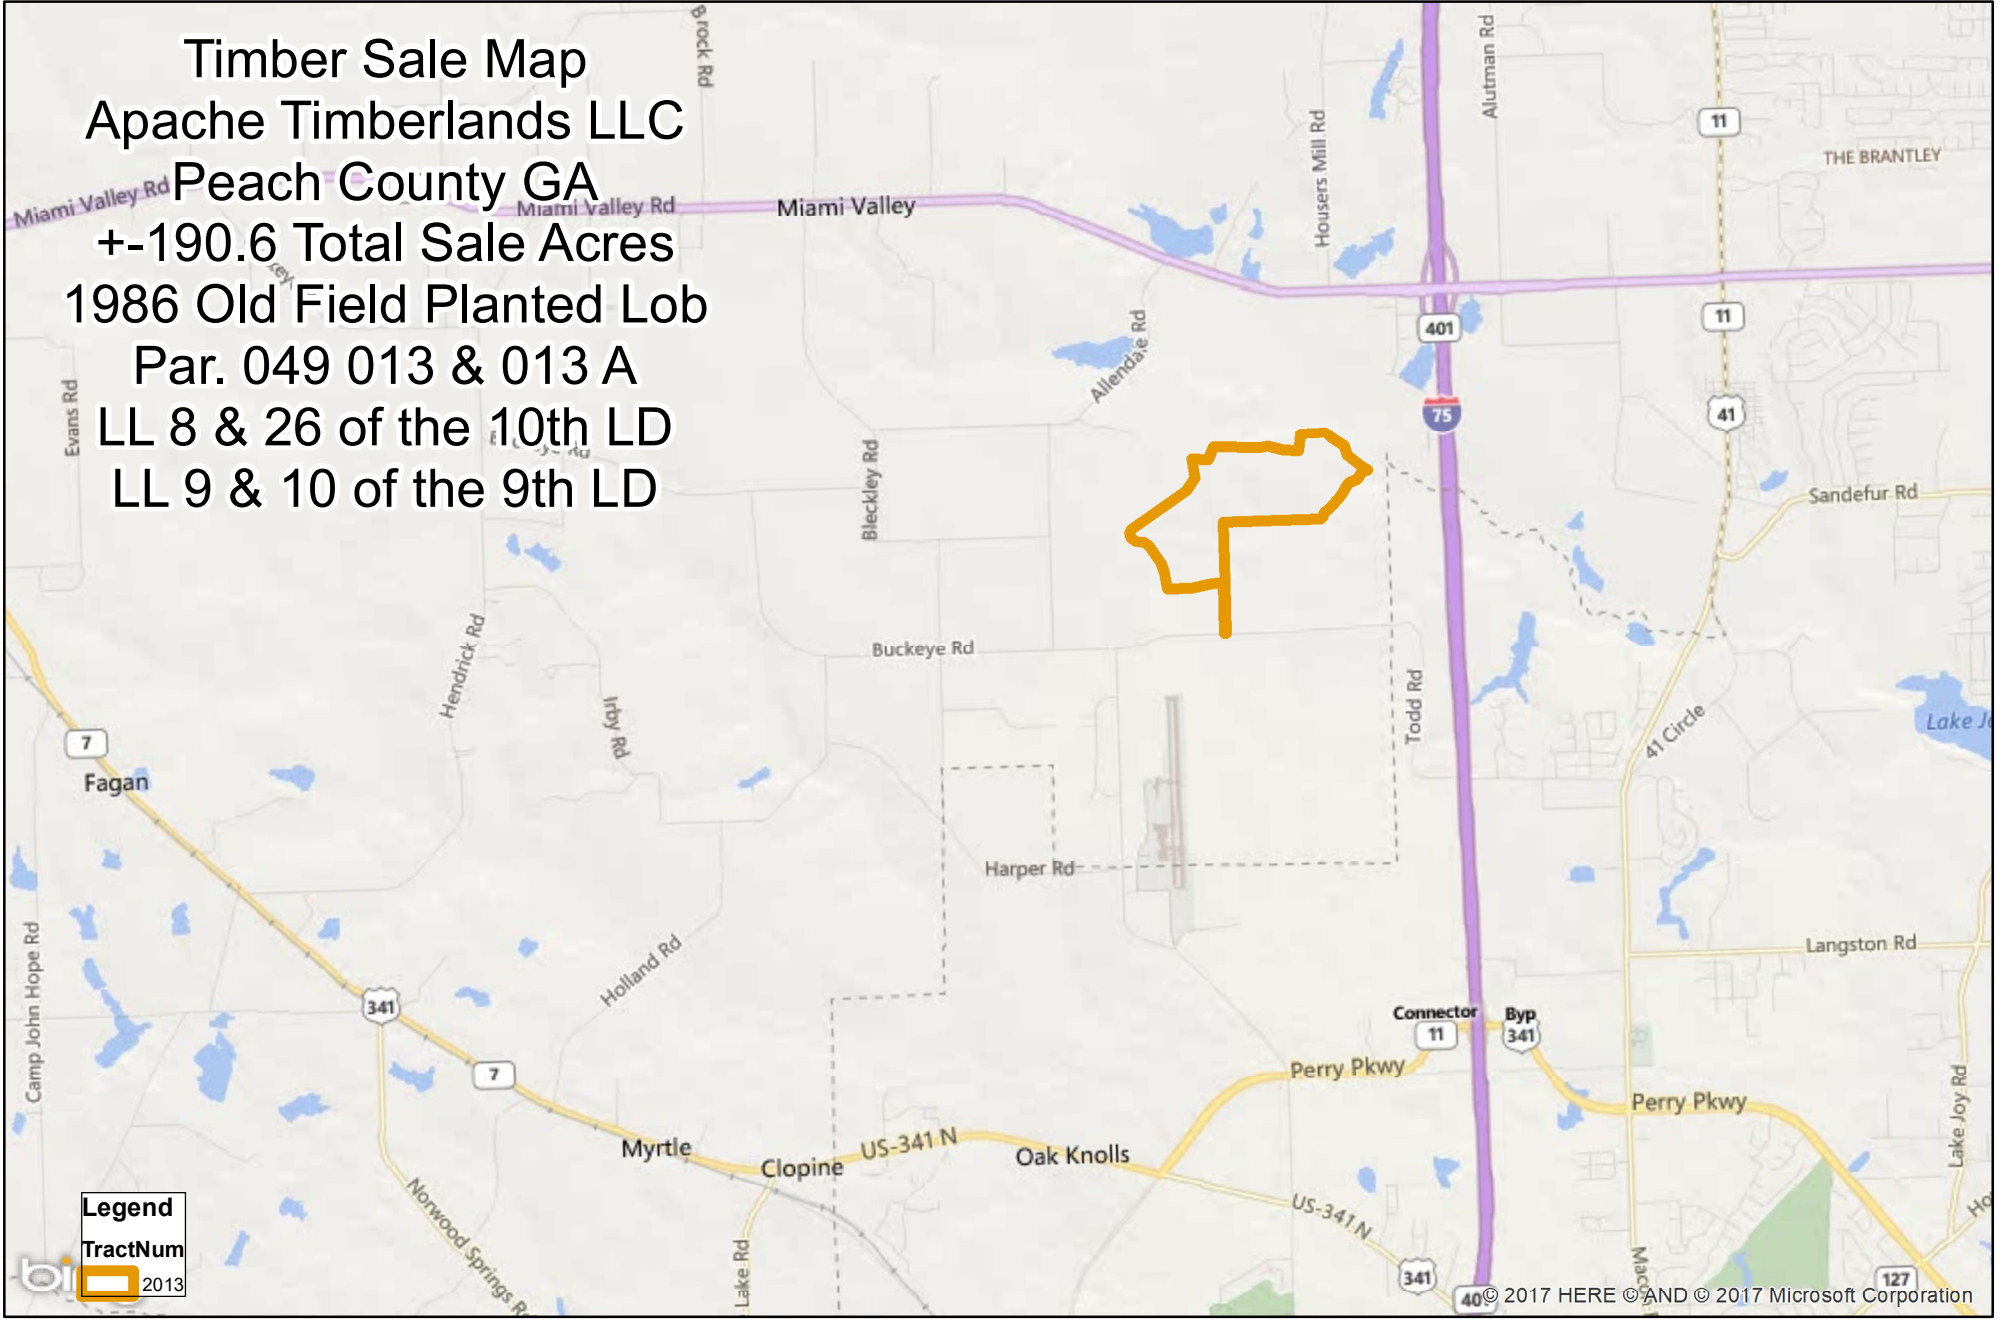 Timber Sale Map
Apache Timberlands LLC
Peach County GA
+-190.6 Total Sale Acres
1986 Old Field Planted Lob
Par. 049 013 & 013 A
LL 8 & 26 of the 10th LD
LL 9 & 10 of the 9th LD
Brock Rd
Alutman Rd
11
THE BRANTLEY
Housers Mill Rd
Miami Valley Rd
Miami Valley Rd
Miami Valley
Allendale Rd
401
11
75
41
Evans Rd
Bleckley Rd
Sandefur Rd
Hendrick Rd
Buckeye Rd
Irby Rd
Todd Rd
41 Circle
7
Fagan
Harper Rd
Camp John Hope Rd
Holland Rd
Langston Rd
341
Connector
11
Byp
341
7
Perry Pkwy
Perry Pkwy
Lake Joy Rd
Myrtle
Clopine
US-341 N
Oak Knolls
Norwood Springs R
Lake Rd
US-341 N
341
127
Legend
TractNum
2013
© 2017 HERE © AND © 2017 Microsoft Corporation